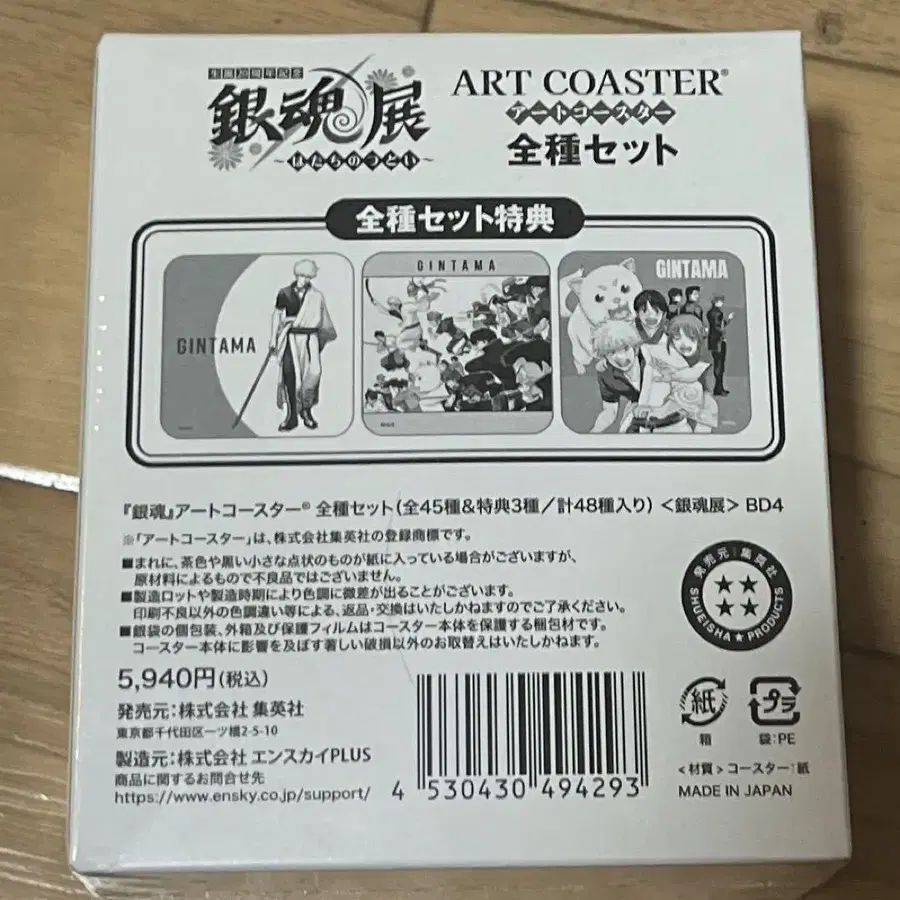 生誕20周年記念
銀魂展
～はたちのつどい～
ART COASTER®
アートコースター
全種セット
全種セット特典
GINTAMA
GINTAMA
GINTAMA
『銀魂』アートコースター® 全種セット(全45種&特典3種／計48種入り) <銀魂展> BD4
※「アートコースター」は、株式会社集英社の登録商標です。
■まれに、茶色や黒い小さな点状のものが紙に入っている場合がございますが、
原材料によるもので不良品ではございません。
■製造ロットや製造時期により色調に微差が出ることがございます。
印刷不良以外の色調違い等による、返品・交換はいたしかねますのでご了承ください。
■銀袋の個包装、外箱及び保護フィルムはコースター本体を保護する梱包材です。
コースター本体に影響を及ぼす著しい破損以外のお取替えはいたしかねます。
発売元：集英社
SHUEISHA★PRODUCTS
5,940円(税込)
発売元：株式会社 集英社
東京都千代田区一ツ橋2-5-10
製造元：株式会社 エンスカイPLUS
商品に関するお問合せ先
https://www.ensky.co.jp/support/
4 530430 494293
紙
箱
プラ
袋：PE
<材質>コースター：紙
MADE IN JAPAN